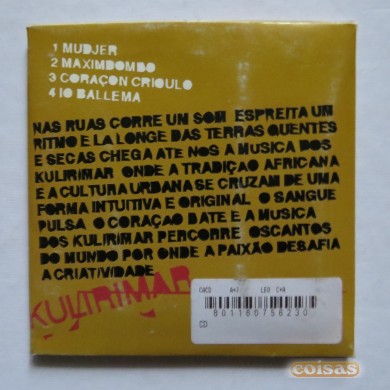 1 MUDJER
2 MAXIMBOMBO
3 CORAÇON CRIOULO
4 IO BALLEMA
NAS RUAS CORRE UN SOM ESPREITA UM
RITMO E LA LONGE DAS TERRAS QUENTES
E SECAS CHEGA ATE NOS A MUSICA DOS
KULIRIMAR ONDE A TRADIÇAO AFRICANA
E A CULTURA URBANA SE CRUZAM DE UMA
FORMA INTUITIVA E ORIGINAL O SANGUE
PULSA O CORAÇAO BATE E A MUSICA
DOS KULIRIMAR PERCORRE OS CANTOS
DO MUNDO POR ONDE A PAIXÃO DESAFIA
A CRIATIVIDADE
KULIRIMAR
CD
coisas